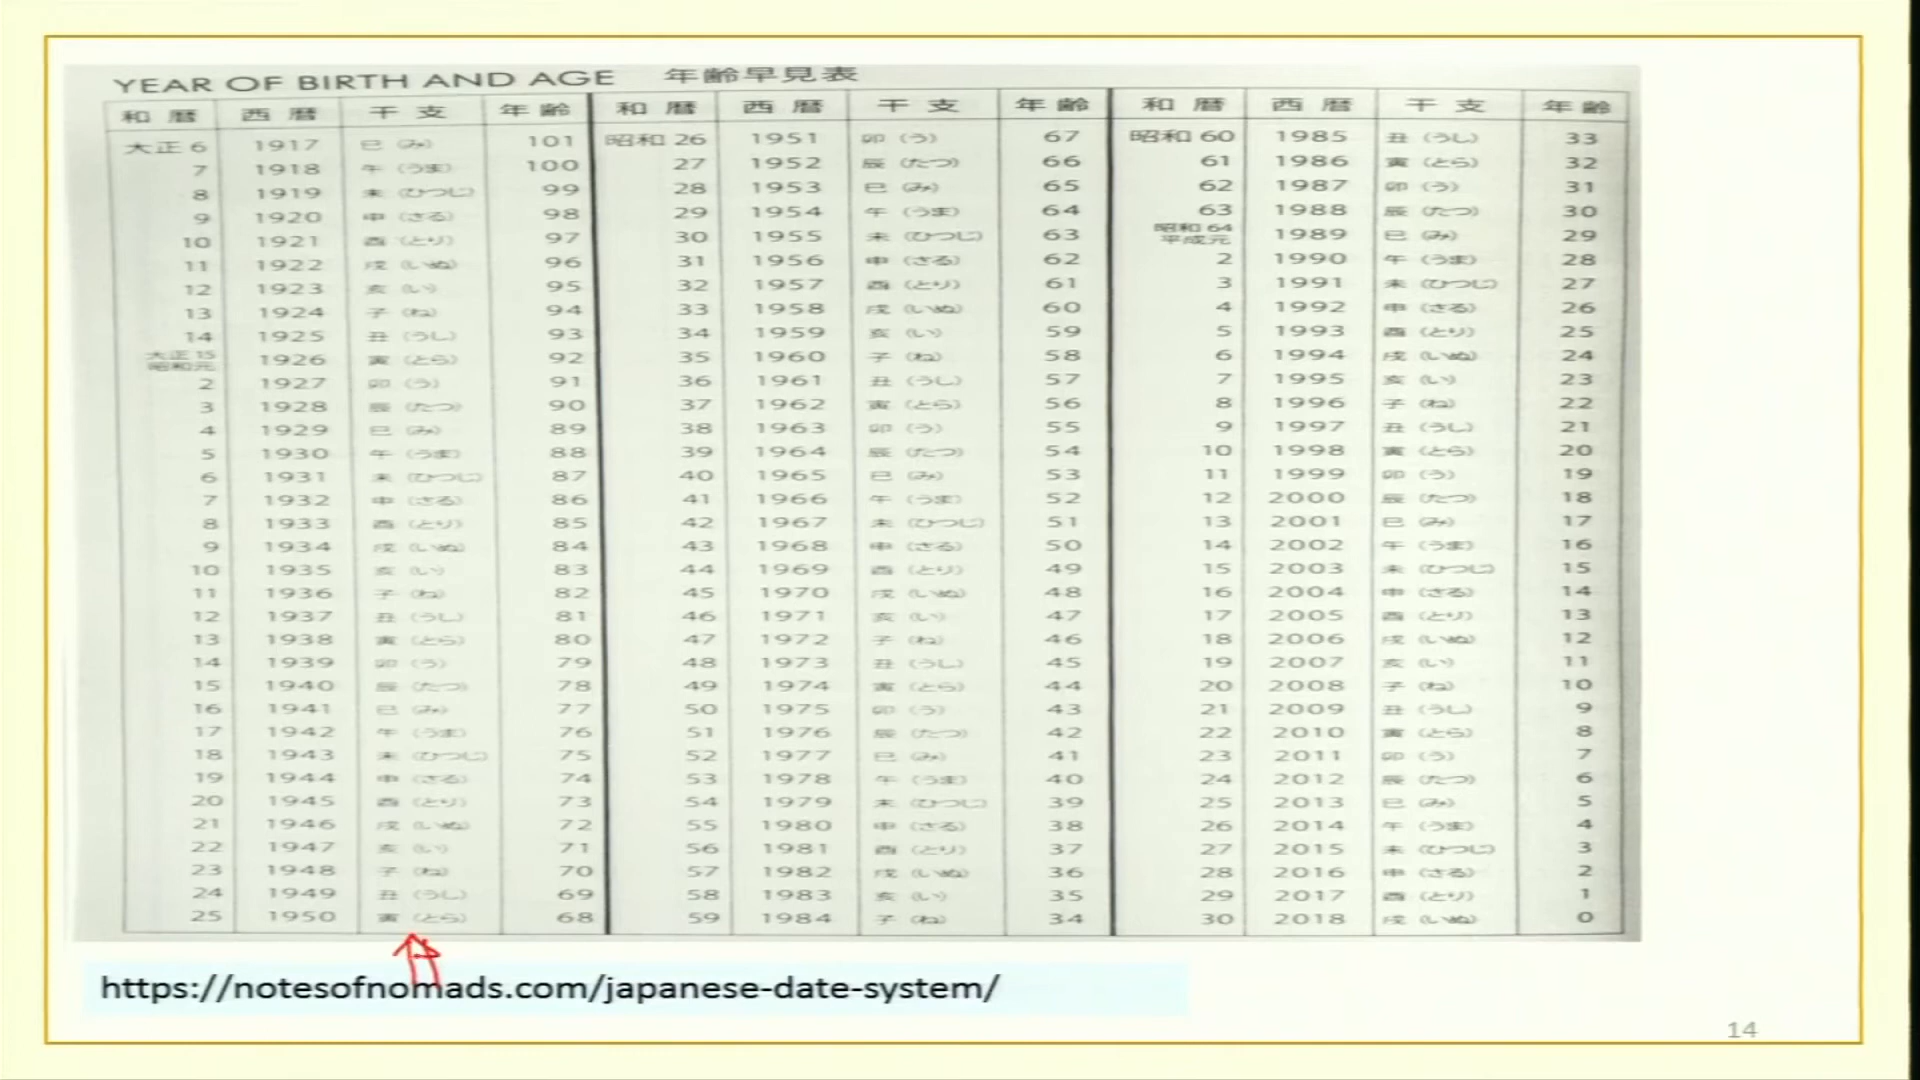 YEAR OF BIRTH AND AGE 年齢早見表
和暦 西暦 干支 年齢 和暦 西暦 干支 年齢 和暦 西暦 干支 年齢
大正6 1917 巳(み) 101 昭和26 1951 卯(う) 67 昭和60 1985 丑(うし) 33
7 1918 午(うま) 100 27 1952 辰(たつ) 66 61 1986 寅(とら) 32
8 1919 未(ひつじ) 99 28 1953 巳(み) 65 62 1987 卯(う) 31
9 1920 申(さる) 98 29 1954 午(うま) 64 63 1988 辰(たつ) 30
10 1921 酉(とり) 97 30 1955 未(ひつじ) 63 昭和64 平成元 1989 巳(み) 29
11 1922 戌(いぬ) 96 31 1956 申(さる) 62 2 1990 午(うま) 28
12 1923 亥(い) 95 32 1957 酉(とり) 61 3 1991 未(ひつじ) 27
13 1924 子(ね) 94 33 1958 戌(いぬ) 60 4 1992 申(さる) 26
14 1925 丑(うし) 93 34 1959 亥(い) 59 5 1993 酉(とり) 25
大正15 昭和元 1926 寅(とら) 92 35 1960 子(ね) 58 6 1994 戌(いぬ) 24
2 1927 卯(う) 91 36 1961 丑(うし) 57 7 1995 亥(い) 23
3 1928 辰(たつ) 90 37 1962 寅(とら) 56 8 1996 子(ね) 22
4 1929 巳(み) 89 38 1963 卯(う) 55 9 1997 丑(うし) 21
5 1930 午(うま) 88 39 1964 辰(たつ) 54 10 1998 寅(とら) 20
6 1931 未(ひつじ) 87 40 1965 巳(み) 53 11 1999 卯(う) 19
7 1932 申(さる) 86 41 1966 午(うま) 52 12 2000 辰(たつ) 18
8 1933 酉(とり) 85 42 1967 未(ひつじ) 51 13 2001 巳(み) 17
9 1934 戌(いぬ) 84 43 1968 申(さる) 50 14 2002 午(うま) 16
10 1935 亥(い) 83 44 1969 酉(とり) 49 15 2003 未(ひつじ) 15
11 1936 子(ね) 82 45 1970 戌(いぬ) 48 16 2004 申(さる) 14
12 1937 丑(うし) 81 46 1971 亥(い) 47 17 2005 酉(とり) 13
13 1938 寅(とら) 80 47 1972 子(ね) 46 18 2006 戌(いぬ) 12
14 1939 卯(う) 79 48 1973 丑(うし) 45 19 2007 亥(い) 11
15 1940 辰(たつ) 78 49 1974 寅(とら) 44 20 2008 子(ね) 10
16 1941 巳(み) 77 50 1975 卯(う) 43 21 2009 丑(うし) 9
17 1942 午(うま) 76 51 1976 辰(たつ) 42 22 2010 寅(とら) 8
18 1943 未(ひつじ) 75 52 1977 巳(み) 41 23 2011 卯(う) 7
19 1944 申(さる) 74 53 1978 午(うま) 40 24 2012 辰(たつ) 6
20 1945 酉(とり) 73 54 1979 未(ひつじ) 39 25 2013 巳(み) 5
21 1946 戌(いぬ) 72 55 1980 申(さる) 38 26 2014 午(うま) 4
22 1947 亥(い) 71 56 1981 酉(とり) 37 27 2015 未(ひつじ) 3
23 1948 子(ね) 70 57 1982 戌(いぬ) 36 28 2016 申(さる) 2
24 1949 丑(うし) 69 58 1983 亥(い) 35 29 2017 酉(とり) 1
25 1950 寅(とら) 68 59 1984 子(ね) 34 30 2018 戌(いぬ) 0
https://notesofnomads.com/japanese-date-system/
14